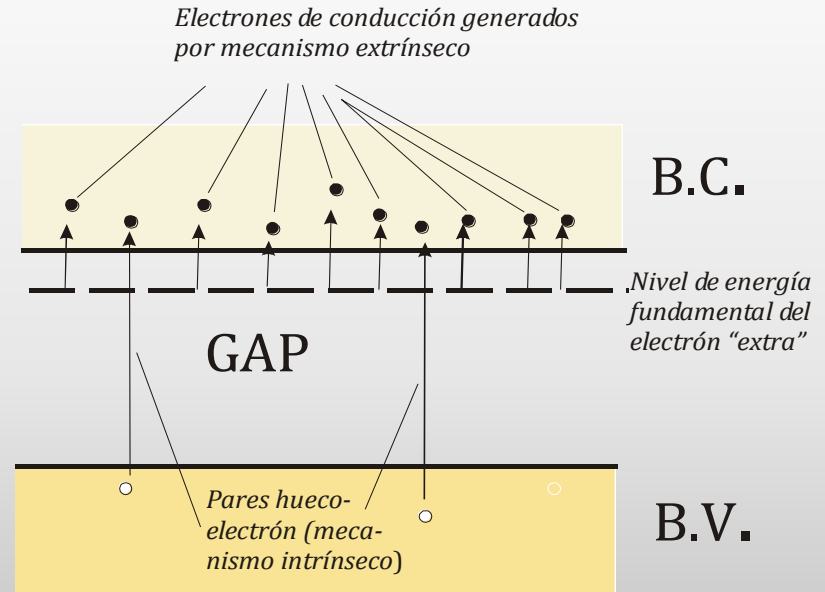 Electrones de conducción generados
por mecanismo extrínseco
B.C.
Nivel de energía
fundamental del
electrón “extra”
GAP
Pares hueco-
electrón (meca-
nismo intrínseco)
B.V.